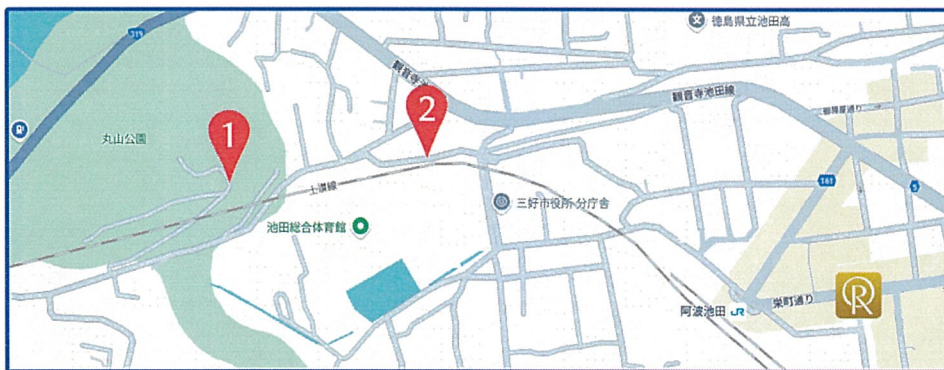 319
徳島県立池田高
観音寺池
観音寺池田線
御陣屋通り
丸山公園
1
2
土讃線
161
5
三好市役所 分庁舎
池田総合体育館
阿波池田 JR
栄町通り
R